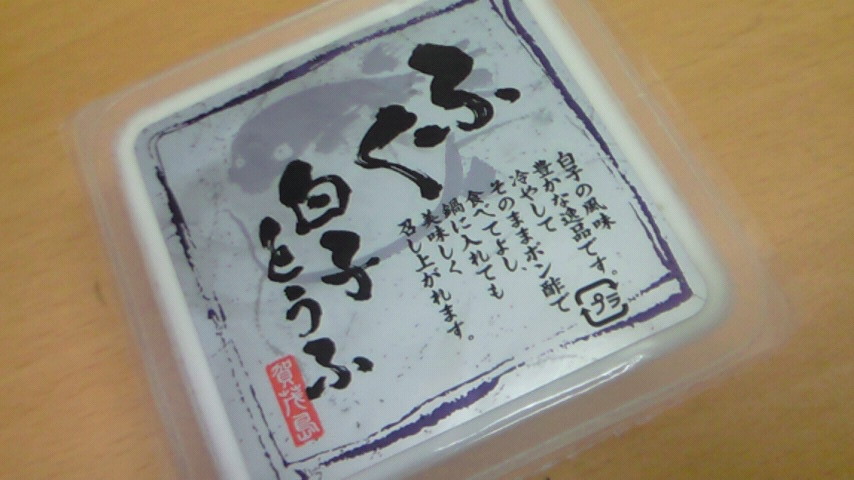 ふく
白子とうふ
賀茂島
白子の風味
豊かな逸品です。
冷やして
そのままポン酢で
食べてよし、
鍋に入れても
美味しく
召し上がれます。
プラ